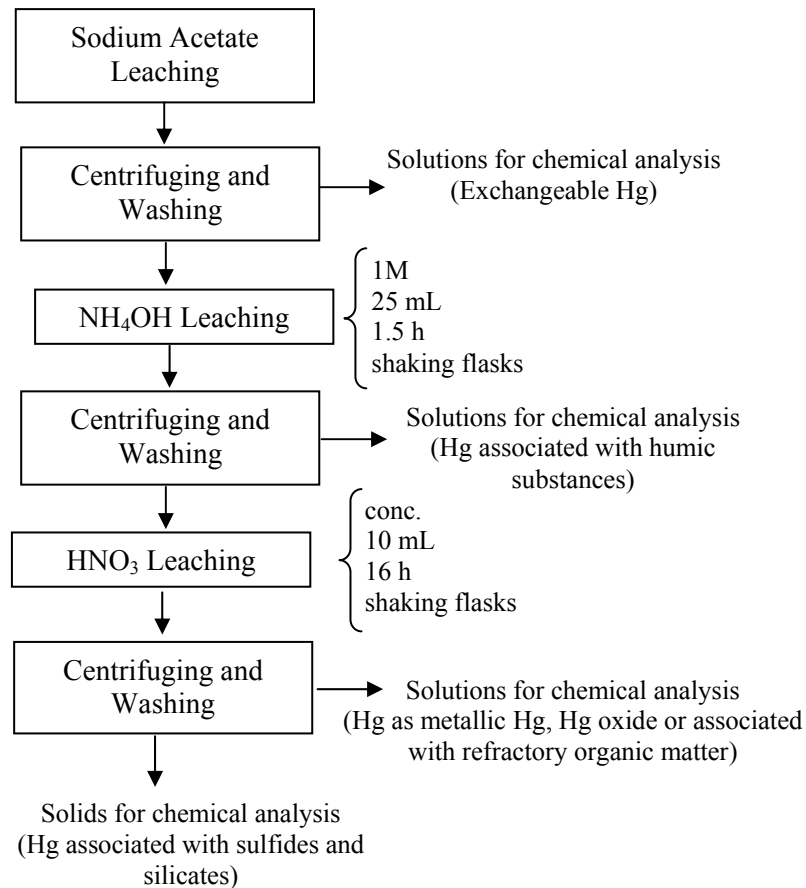 Sodium Acetate
Leaching
Centrifuging and
Washing
Solutions for chemical analysis
(Exchangeable Hg)
NH₄OH Leaching
1M
25 mL
1.5 h
shaking flasks
Centrifuging and
Washing
Solutions for chemical analysis
(Hg associated with humic
substances)
HNO₃ Leaching
conc.
10 mL
16 h
shaking flasks
Centrifuging and
Washing
Solutions for chemical analysis
(Hg as metallic Hg, Hg oxide or associated
with refractory organic matter)
Solids for chemical analysis
(Hg associated with sulfides and
silicates)